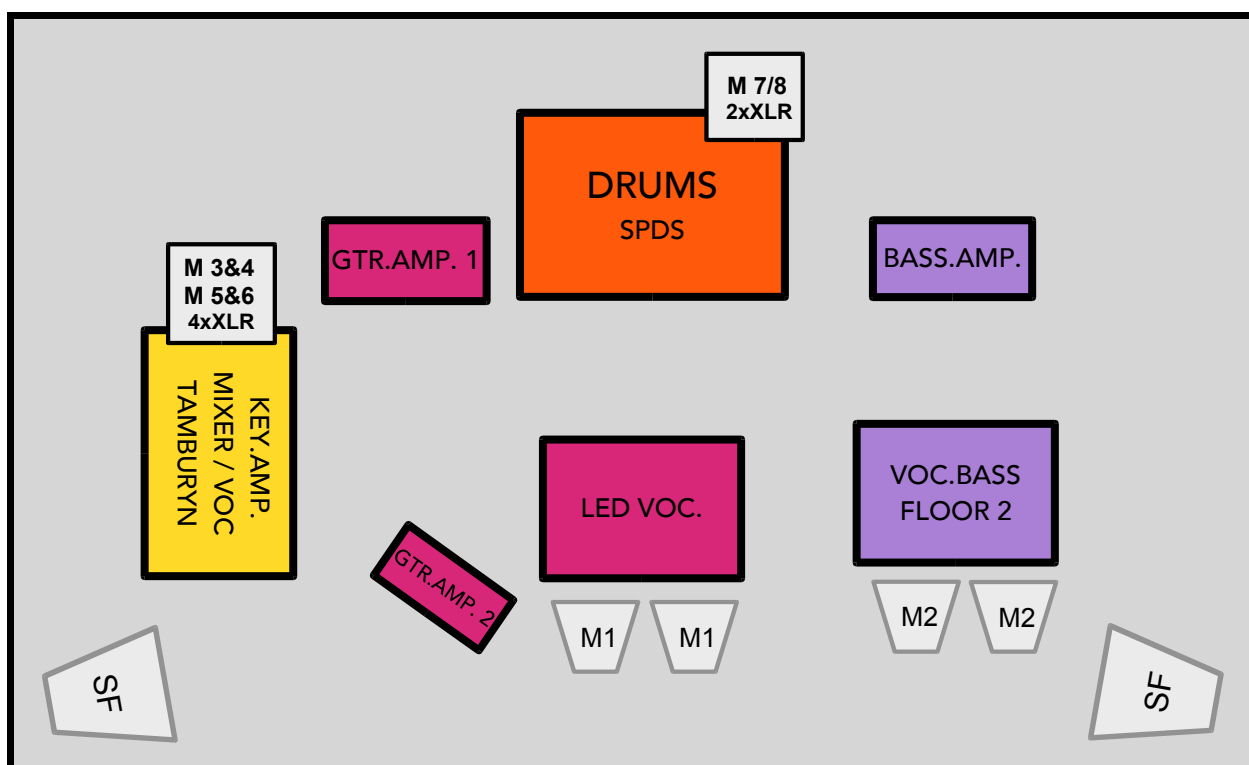 M 7/8
2xXLR
DRUMS
SPDS
GTR.AMP. 1
BASS.AMP.
M 3&4
M 5&6
4xXLR
KEY.AMP.
MIXER / VOC
TAMBURYN
LED VOC.
VOC.BASS
FLOOR 2
GTR.AMP. 2
M1
M1
M2
M2
SF
SF